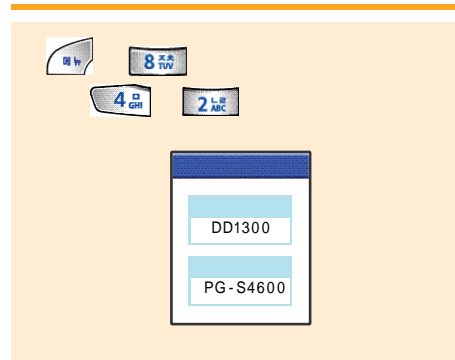 메뉴 8 ㅈㅊ TUV
4 ㅁ GHI 2 ㄴㄹ ABC
DD1300
PG-S4600